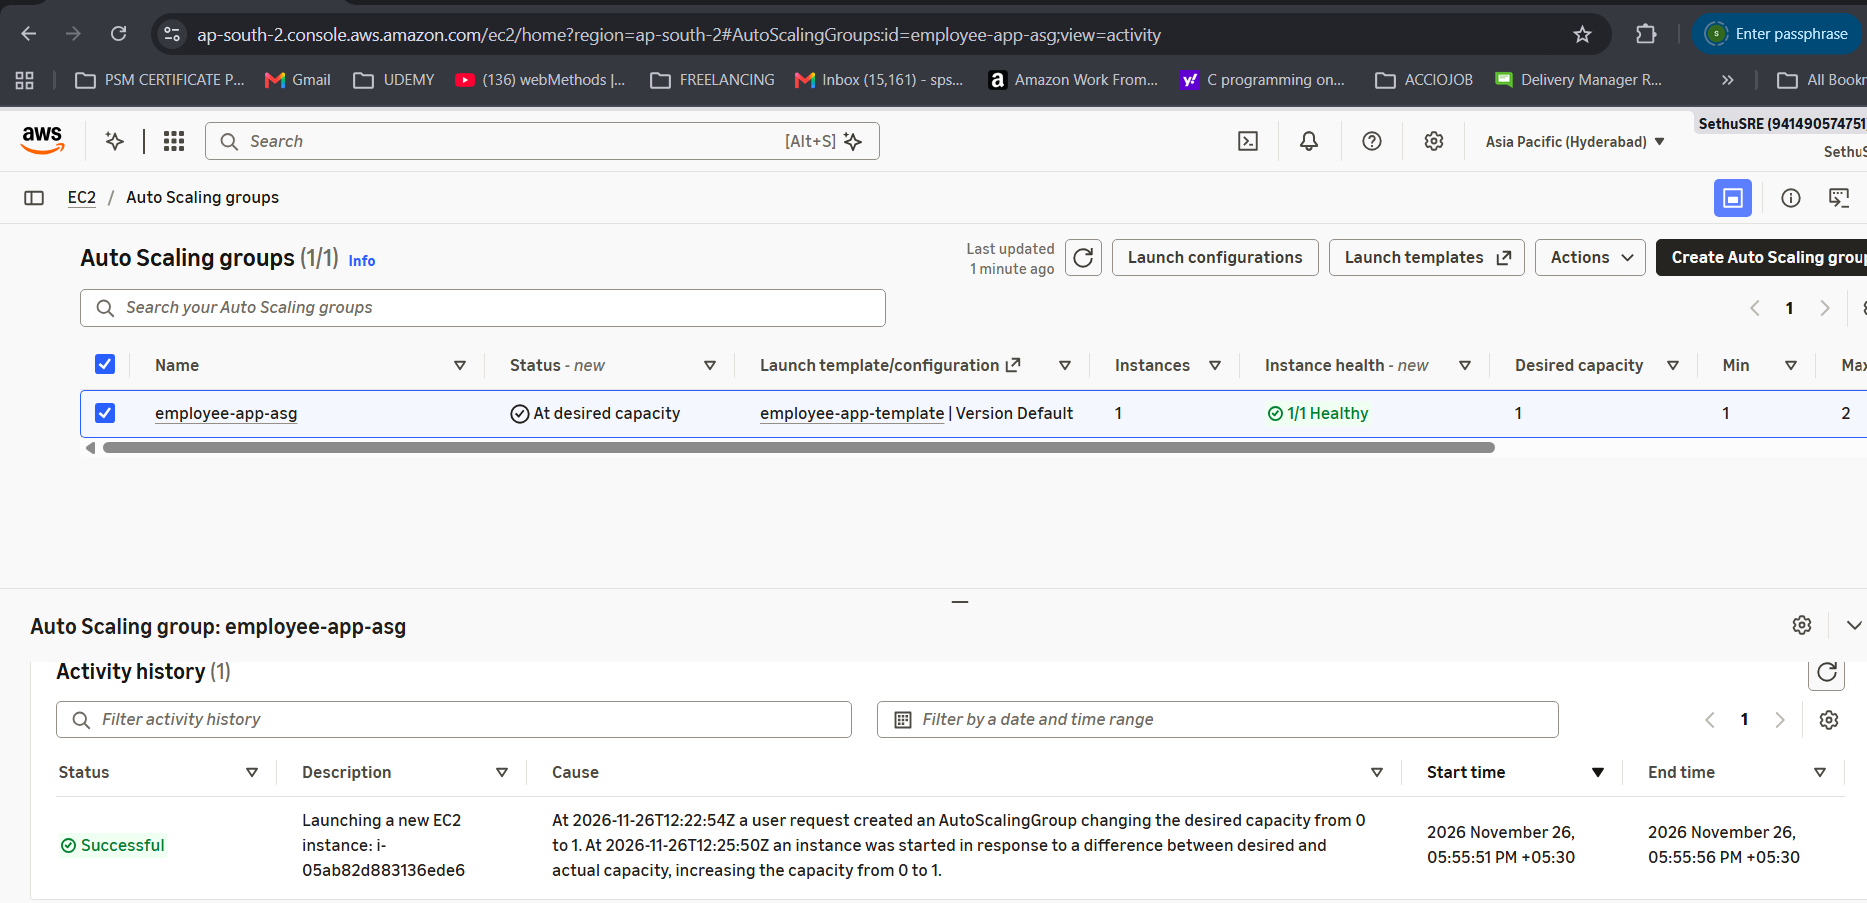 ap-south-2.console.aws.amazon.com/ec2/home?region=ap-south-2#AutoScalingGroups:id=employee-app-asg;view=activity
s Enter passphrase
PSM CERTIFICATE P... Gmail UDEMY (136) webMethods |... FREELANCING Inbox (15,161) - sps... a Amazon Work From... y! C programming on... ACCIOJOB Delivery Manager R... » All Bookm
aws Search [Alt+S] Asia Pacific (Hyderabad) SethuSRE (941490574751
SethuS
EC2 / Auto Scaling groups
Auto Scaling groups (1/1) Info Last updated 1 minute ago Launch configurations Launch templates Actions Create Auto Scaling group
Search your Auto Scaling groups 1
Name Status - new Launch template/configuration Instances Instance health - new Desired capacity Min Max
employee-app-asg At desired capacity employee-app-template | Version Default 1 1/1 Healthy 1 1 2
Auto Scaling group: employee-app-asg
Activity history (1)
Filter activity history Filter by a date and time range 1
Status Description Cause Start time End time
Successful
Launching a new EC2
instance: i-
05ab82d883136ede6
At 2026-11-26T12:22:54Z a user request created an AutoScalingGroup changing the desired capacity from 0
to 1. At 2026-11-26T12:25:50Z an instance was started in response to a difference between desired and
actual capacity, increasing the capacity from 0 to 1.
2026 November 26,
05:55:51 PM +05:30
2026 November 26,
05:55:56 PM +05:30